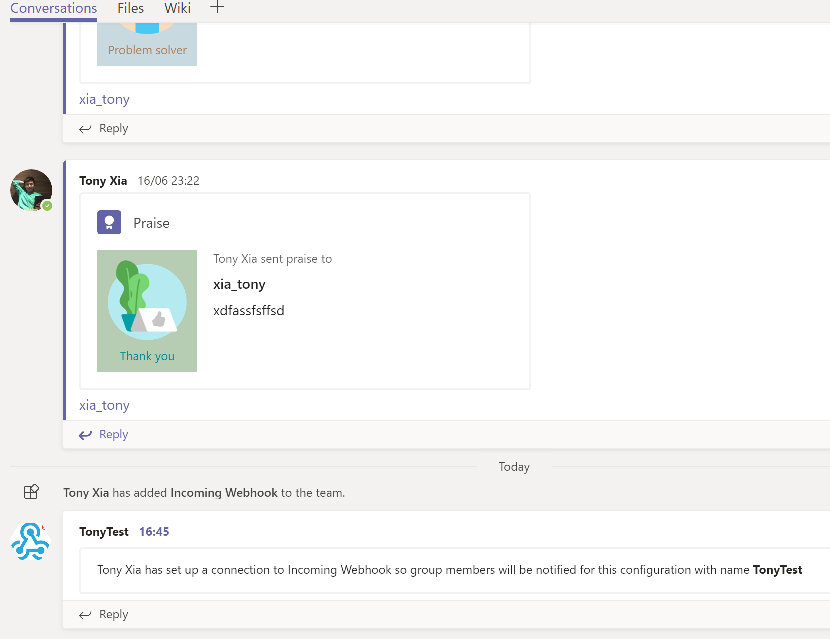 Conversations Files Wiki
Problem solver
xia_tony
Reply
Tony Xia 16/06 23:22
Praise
Tony Xia sent praise to
xia_tony
xdfassfsffsd
Thank you
xia_tony
Reply
Today
Tony Xia has added Incoming Webhook to the team.
TonyTest 16:45
Tony Xia has set up a connection to Incoming Webhook so group members will be notified for this configuration with name TonyTest
Reply